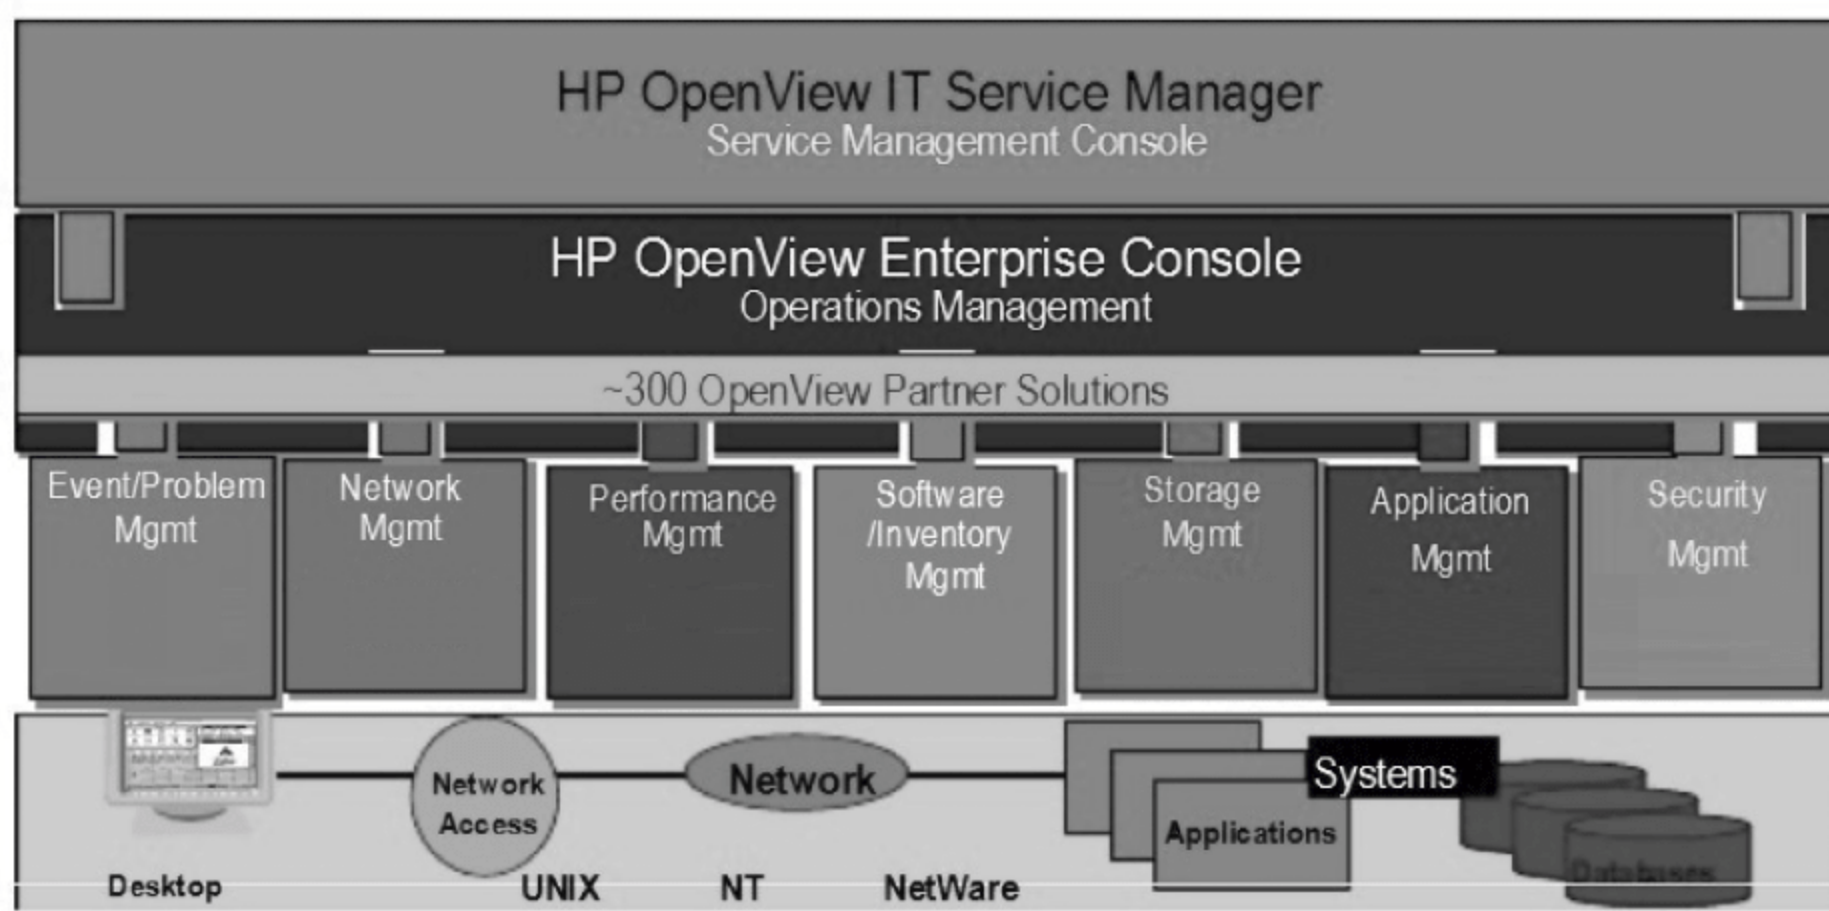 HP OpenView IT Service Manager
Service Management Console
HP OpenView Enterprise Console
Operations Management
~300 OpenView Partner Solutions
Event/Problem
Mgmt
Network
Mgmt
Performance
Mgmt
Software
/Inventory
Mgmt
Storage
Mgmt
Application
Mgmt
Security
Mgmt
Network
Access
Network
Systems
Applications
Databases
Desktop
UNIX
NT
NetWare